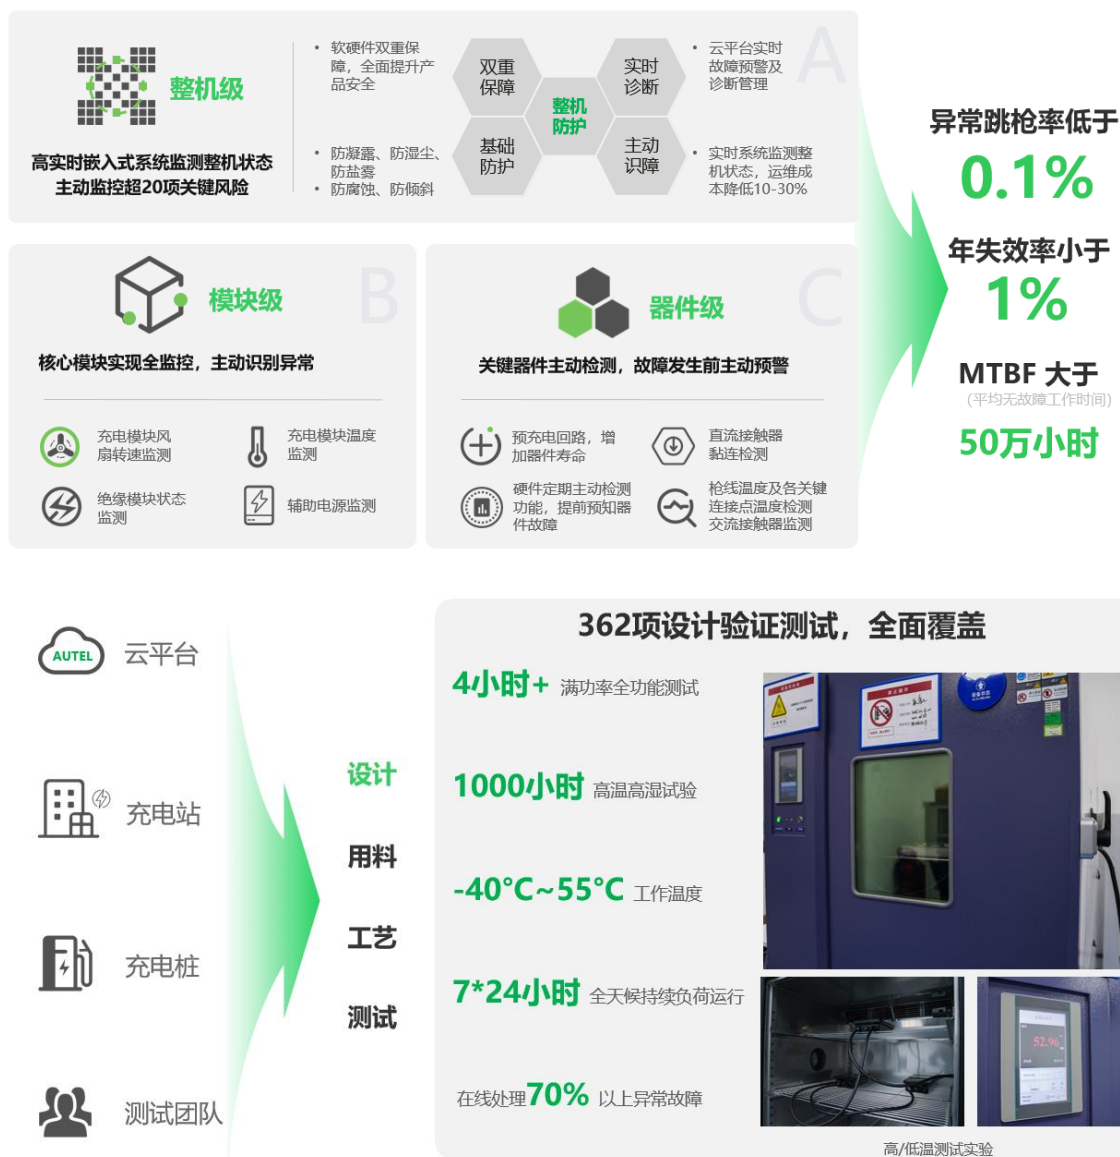 A
整机级
高实时嵌入式系统监测整机状态
主动监控超20项关键风险
• 软硬件双重保
障，全面提升产
品安全
• 防凝露、防湿尘、
防盐雾
• 防腐蚀、防倾斜
双重
保障
实时
诊断
整机
防护
基础
防护
主动
识障
• 云平台实时
故障预警及
诊断管理
• 实时系统监测整
机状态，运维成
本降低10-30%
B
模块级
核心模块实现全监控，主动识别异常
充电模块风
扇转速监测
充电模块温度
监测
绝缘模块状态
监测
辅助电源监测
C
器件级
关键器件主动检测，故障发生前主动预警
预充电回路，增
加器件寿命
直流接触器
黏连检测
硬件定期主动检测
功能，提前预知器
件故障
枪线温度及各关键
连接点温度检测
交流接触器监测
异常跳枪率低于
0.1%
年失效率小于
1%
MTBF 大于
（平均无故障工作时间）
50万小时
AUTEL
云平台
充电站
充电桩
测试团队
设计
用料
工艺
测试
362项设计验证测试，全面覆盖
4小时+ 满功率全功能测试
1000小时 高温高湿试验
-40°C~55°C 工作温度
7*24小时 全天候持续负荷运行
在线处理70% 以上异常故障
52.96
高/低温测试实验